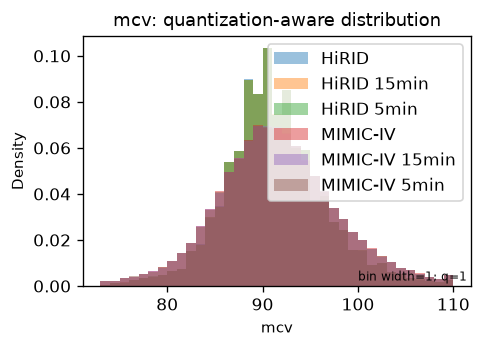 mcv: quantization-aware distribution
HiRID
HiRID 15min
HiRID 5min
MIMIC-IV
MIMIC-IV 15min
MIMIC-IV 5min
Density
0.10
0.08
0.06
0.04
0.02
0.00
bin width=1; q=1
80
90
100
110
mcv